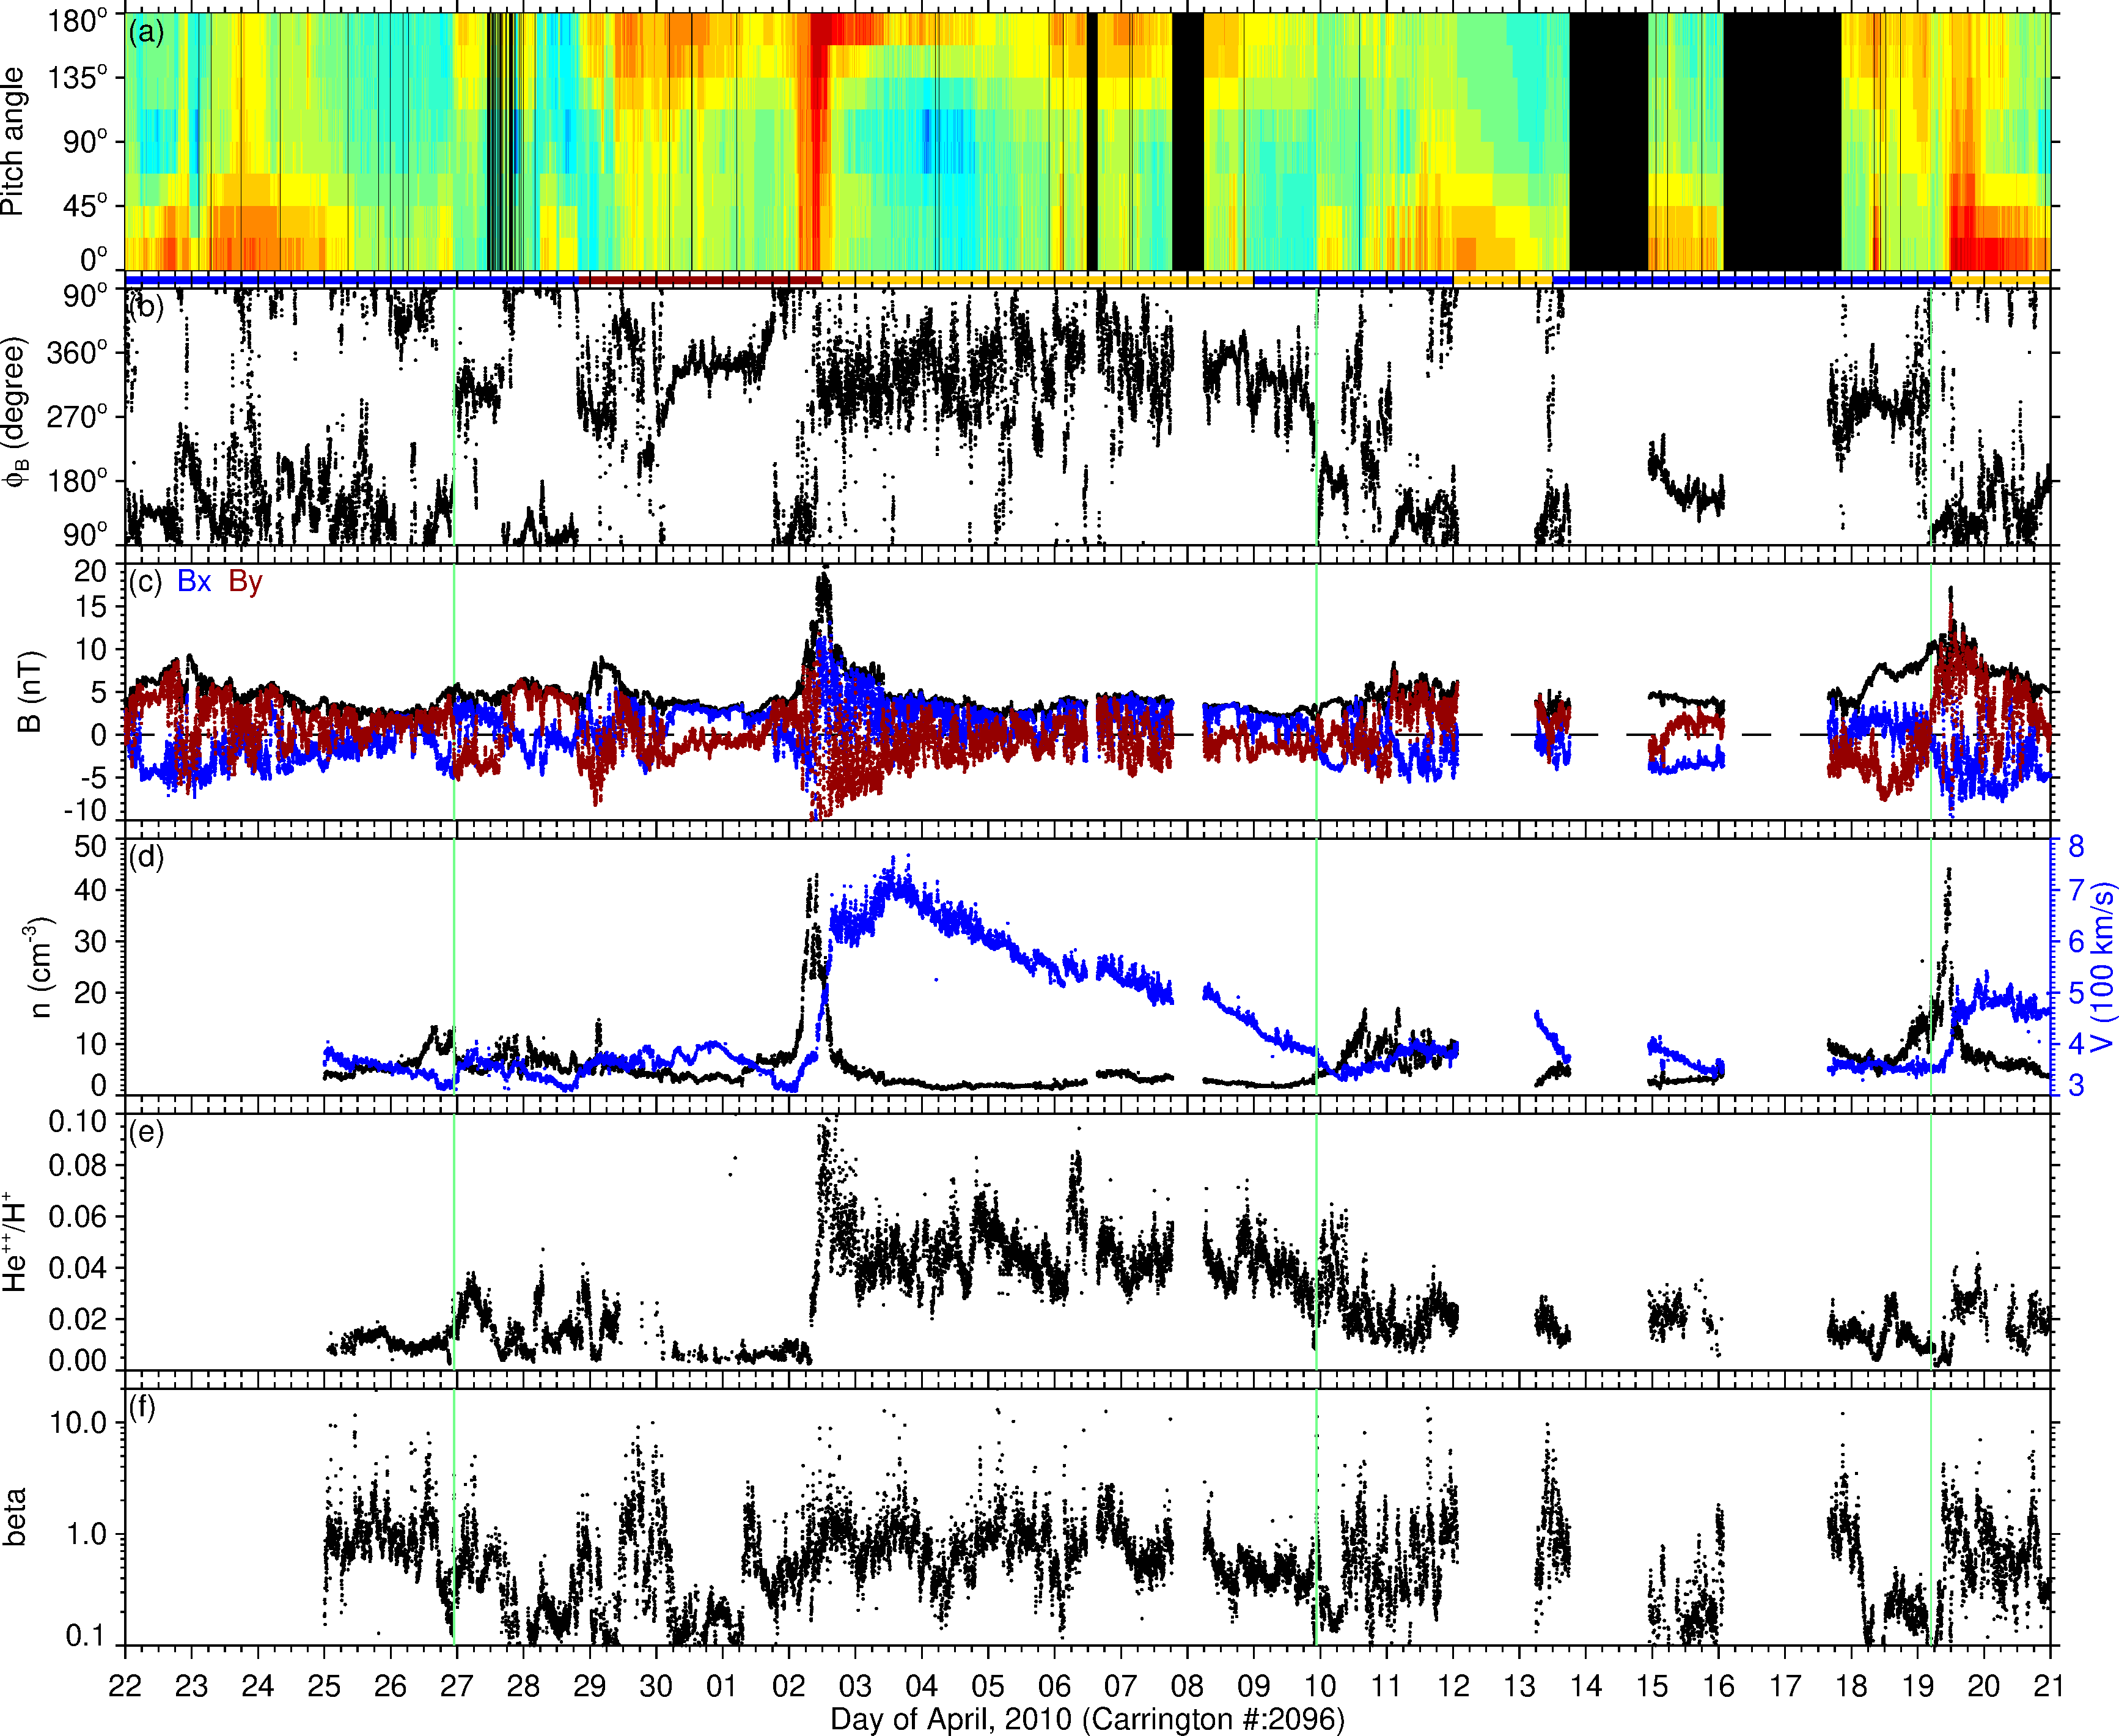 (a)
180°
135°
90°
45°
0°
Pitch angle
(b)
90°
360°
270°
180°
90°
ϕB (degree)
(c) Bx By
20
15
10
5
0
-5
-10
B (nT)
(d)
50
40
30
20
10
0
n (cm-3)
8
7
6
5
4
3
V (100 km/s)
(e)
0.10
0.08
0.06
0.04
0.02
0.00
He++/H+
(f)
10.0
1.0
0.1
beta
22 23 24 25 26 27 28 29 30 01 02 03 04 05 06 07 08 09 10 11 12 13 14 15 16 17 18 19 20 21
Day of April, 2010 (Carrington #:2096)